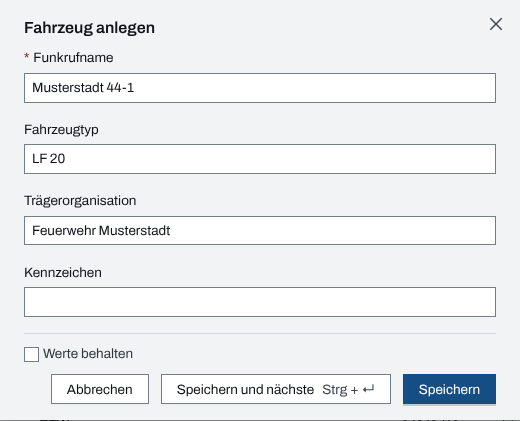 Fahrzeug anlegen
* Funkrufname
Musterstadt 44-1
Fahrzeugtyp
LF 20
Trägerorganisation
Feuerwehr Musterstadt
Kennzeichen
Werte behalten
Abbrechen
Speichern und nächste Strg + ↵
Speichern